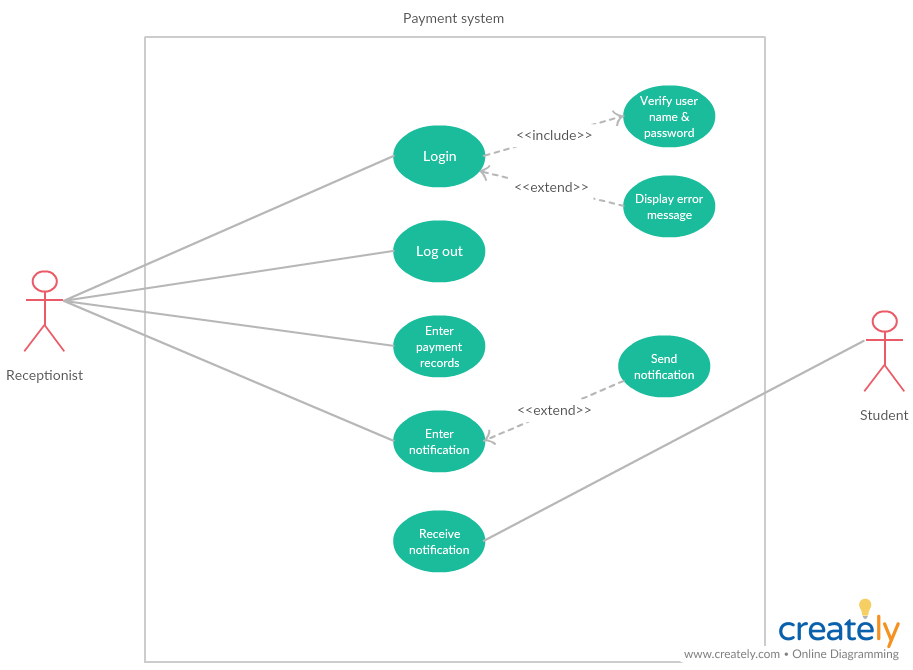 Payment system
Verify user
name &
password
<<include>>
Login
<<extend>>
Display error
message
Log out
Enter
payment
records
Receptionist
Send
notification
<<extend>>
Student
Enter
notification
Receive
notification
creately
www.creately.com • Online Diagramming